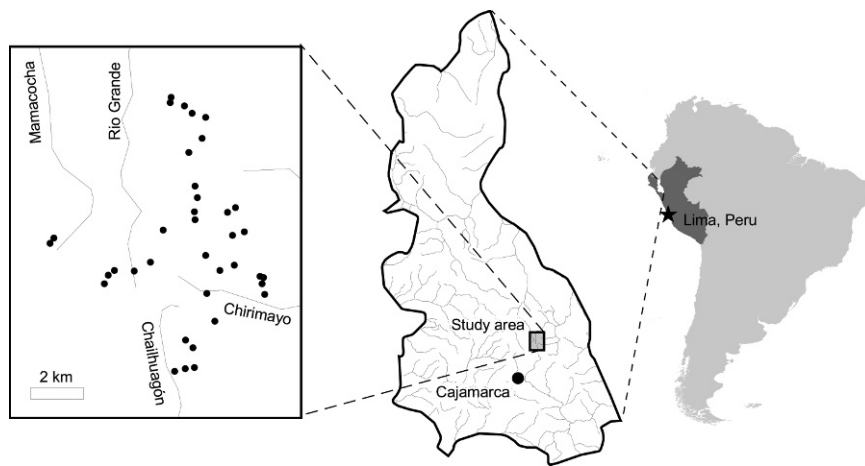 Mamacocha
Rio Grande
Chirimayo
Chailhuagón
2 km
Study area
Cajamarca
Lima, Peru